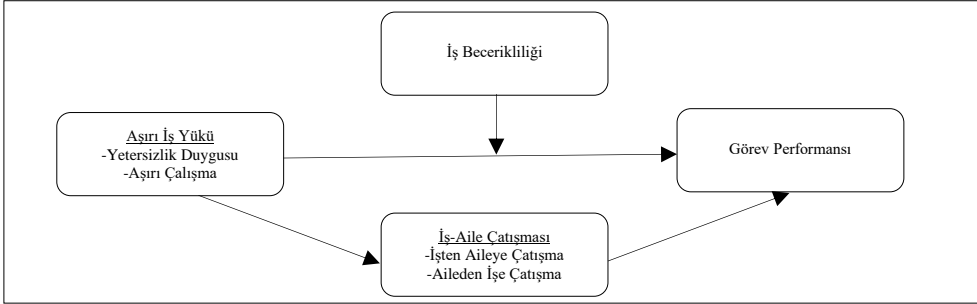 İş Becerikliliği
Aşırı İş Yükü
-Yetersizlik Duygusu
-Aşırı Çalışma
Görev Performansı
İş-Aile Çatışması
-İşten Aileye Çatışma
-Aileden İşe Çatışma